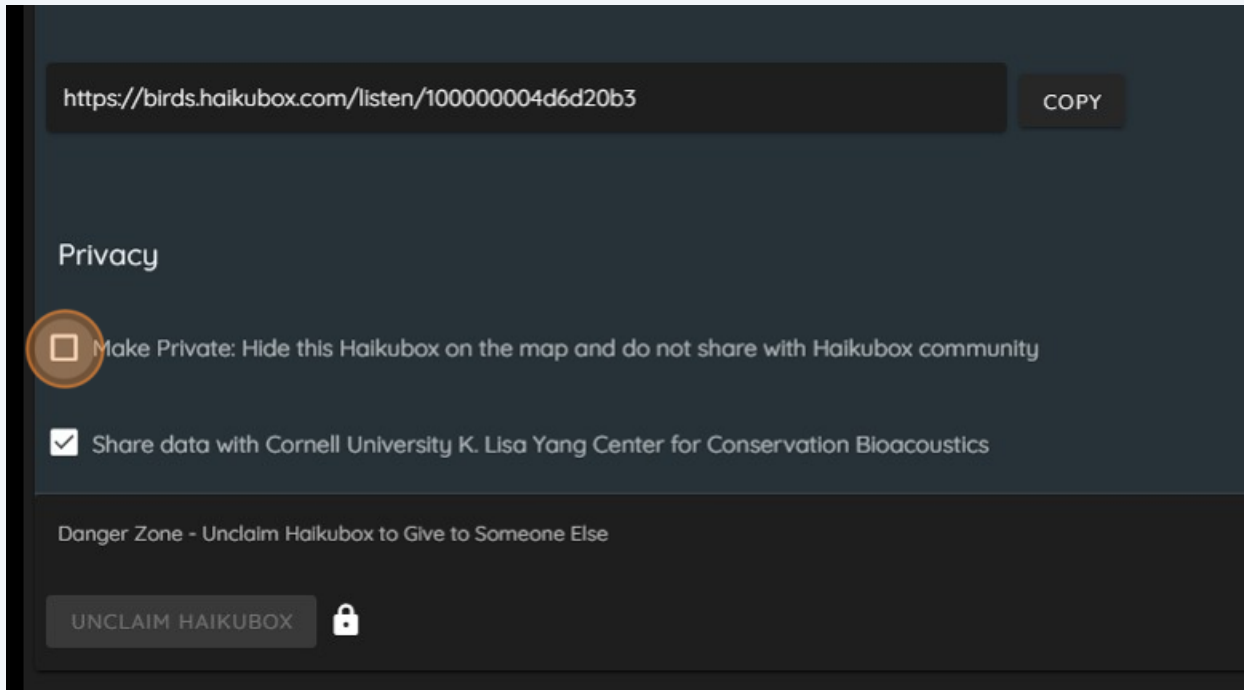 https://birds.haikubox.com/listen/100000004d6d20b3
COPY
Privacy
Make Private: Hide this Haikubox on the map and do not share with Haikubox community
Share data with Cornell University K. Lisa Yang Center for Conservation Bioacoustics
Danger Zone - Unclaim Haikubox to Give to Someone Else
UNCLAIM HAIKUBOX